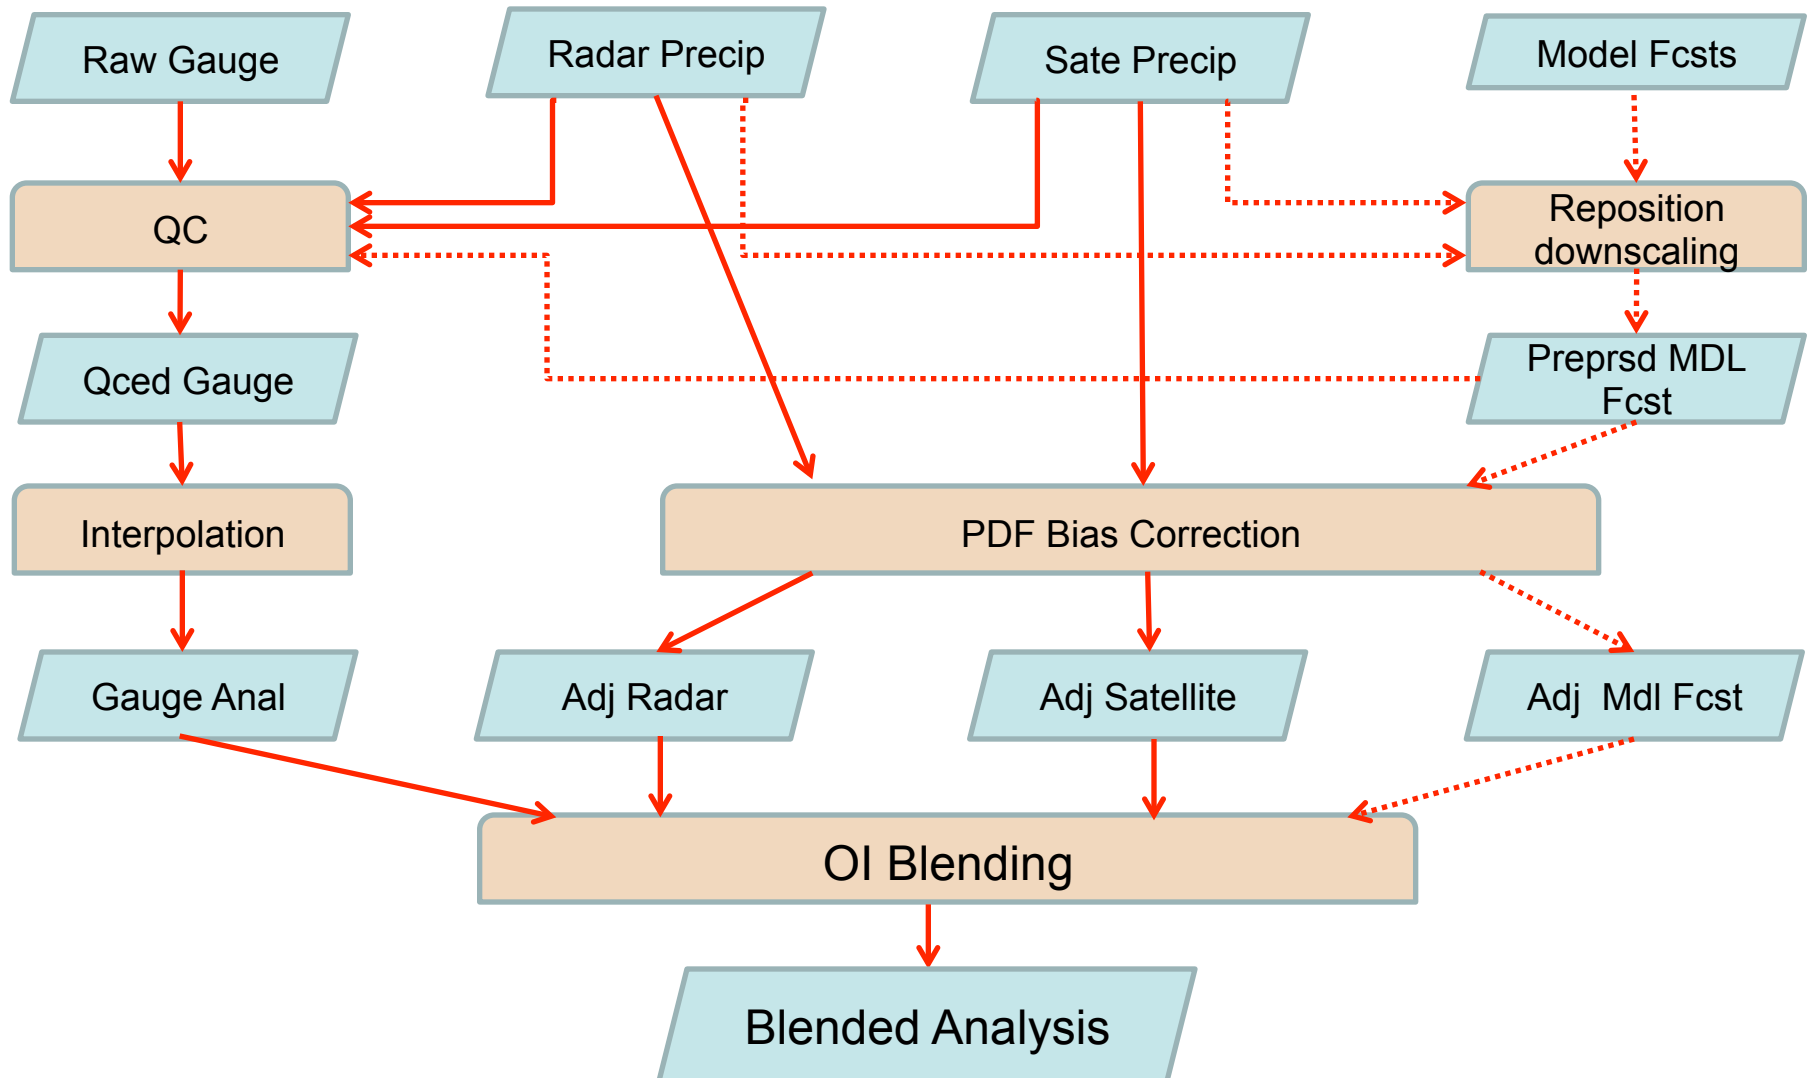 Raw Gauge
Radar Precip
Sate Precip
Model Fcsts
QC
Reposition
downscaling
Qced Gauge
Preprsd MDL
Fcst
Interpolation
PDF Bias Correction
Gauge Anal
Adj Radar
Adj Satellite
Adj  Mdl Fcst
OI Blending
Blended Analysis